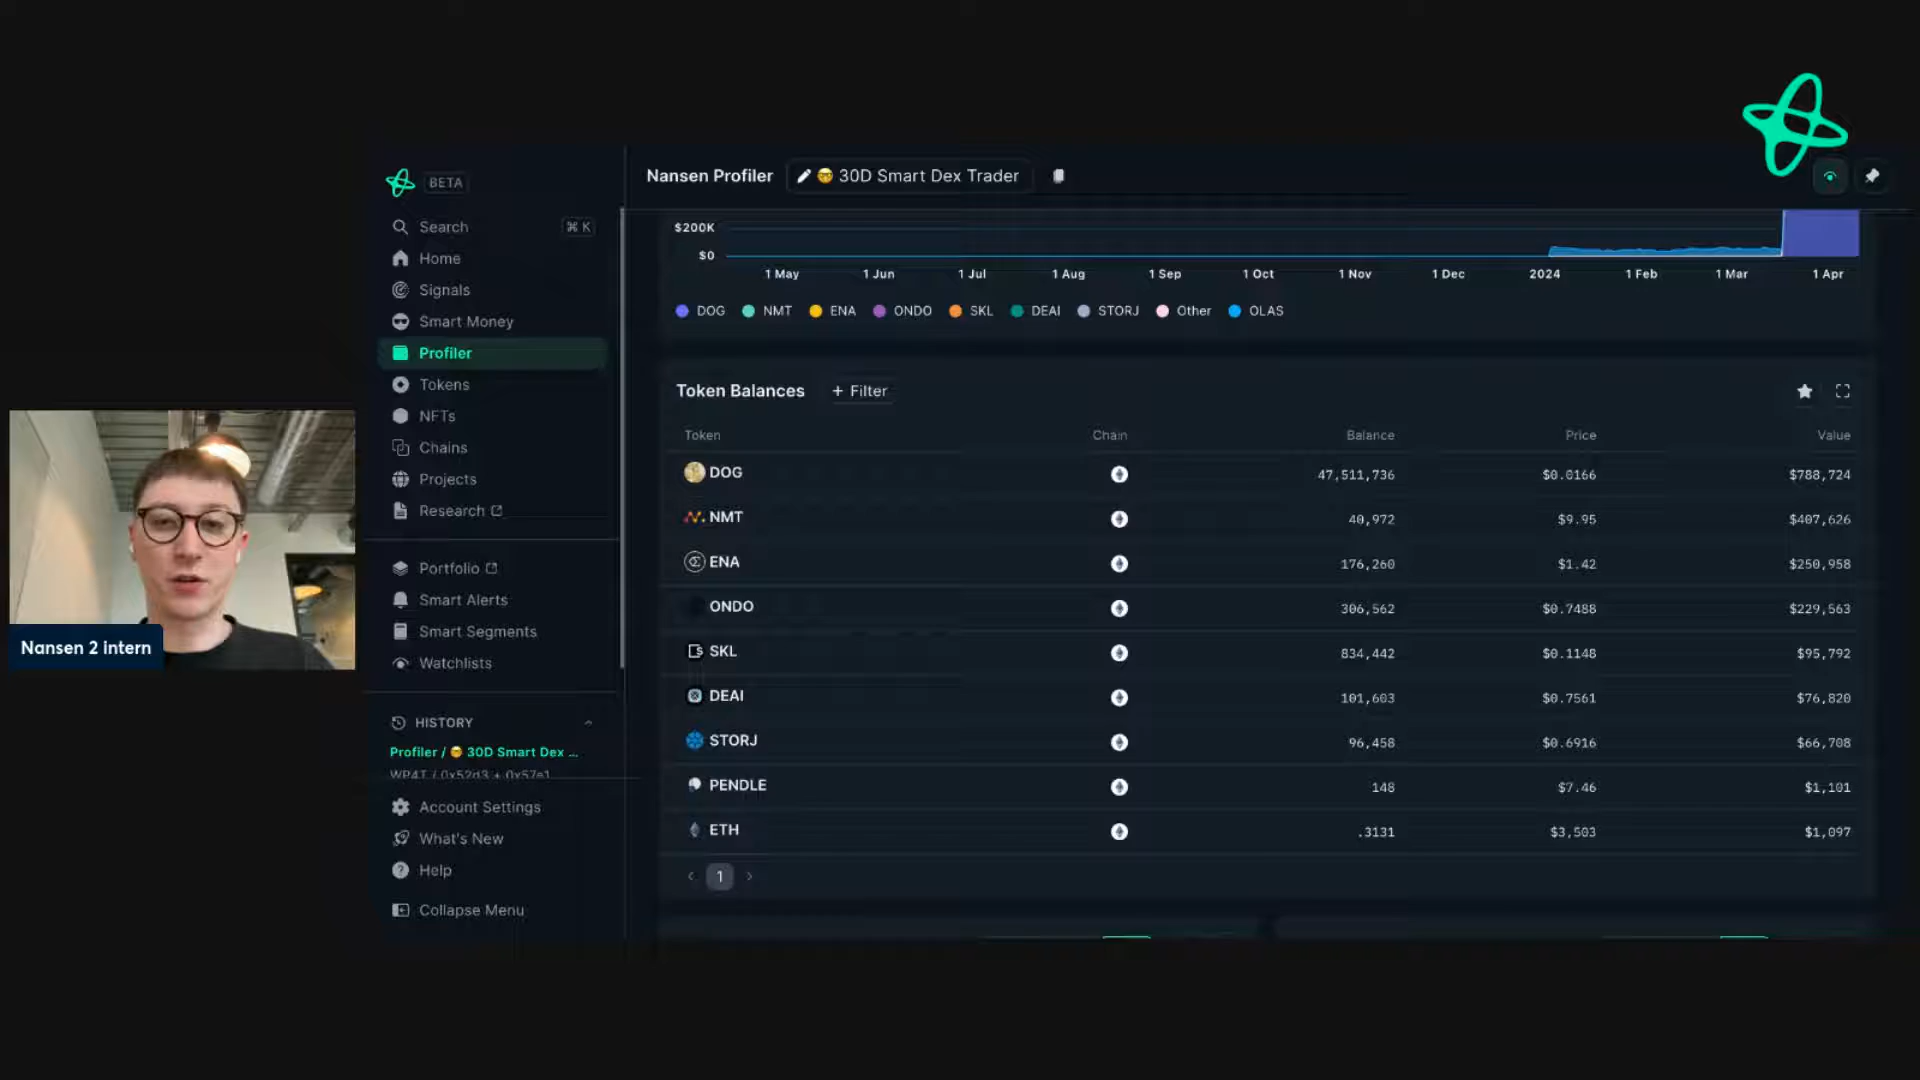 BETA
Search
⌘ K
Home
Signals
Smart Money
Profiler
Tokens
NFTs
Chains
Projects
Research
Portfolio
Smart Alerts
Smart Segments
Watchlists
HISTORY
Profiler / 🤓 30D Smart Dex ...
WP4T / 0x52d3 + 0x57e1
Account Settings
What's New
Help
Collapse Menu
Nansen 2 intern
Nansen Profiler 🤓 30D Smart Dex Trader
$200K
$0
1 May 1 Jun 1 Jul 1 Aug 1 Sep 1 Oct 1 Nov 1 Dec 2024 1 Feb 1 Mar 1 Apr
DOG NMT ENA ONDO SKL DEAI STORJ Other OLAS
Token Balances + Filter
Token Chain Balance Price Value
DOG 47,511,736 $0.0166 $788,724
NMT 40,972 $9.95 $407,626
ENA 176,260 $1.42 $250,958
ONDO 306,562 $0.7488 $229,563
SKL 834,442 $0.1148 $95,792
DEAI 101,603 $0.7561 $76,820
STORJ 96,458 $0.6916 $66,708
PENDLE 148 $7.46 $1,101
ETH .3131 $3,503 $1,097
1